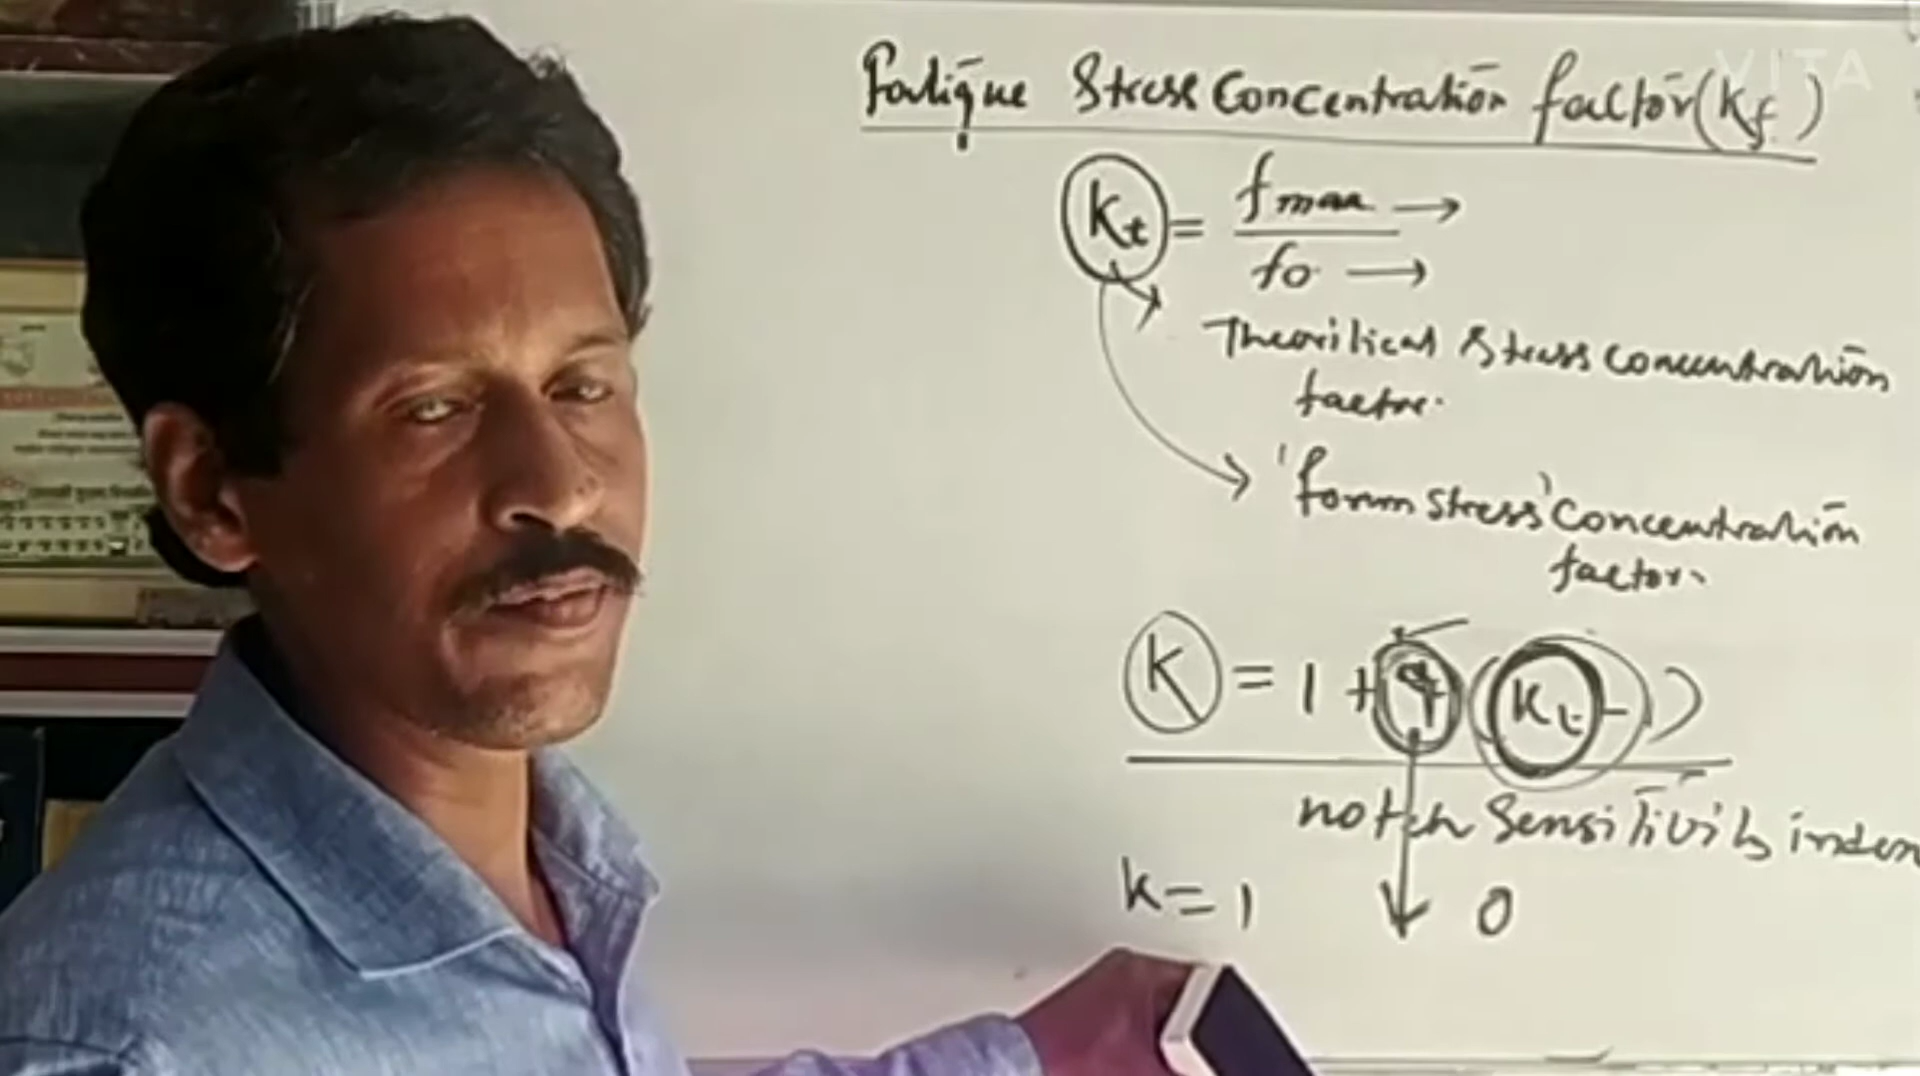 VITA
Fatigue Stress Concentration factor (Kf)
Kt = fmax →
fo →
Theoritical Stress concentration
factor.
'form stress' concentration
factor.
K = 1 + q (Kt - 1)
notch Sensitivity index
k = 1 0